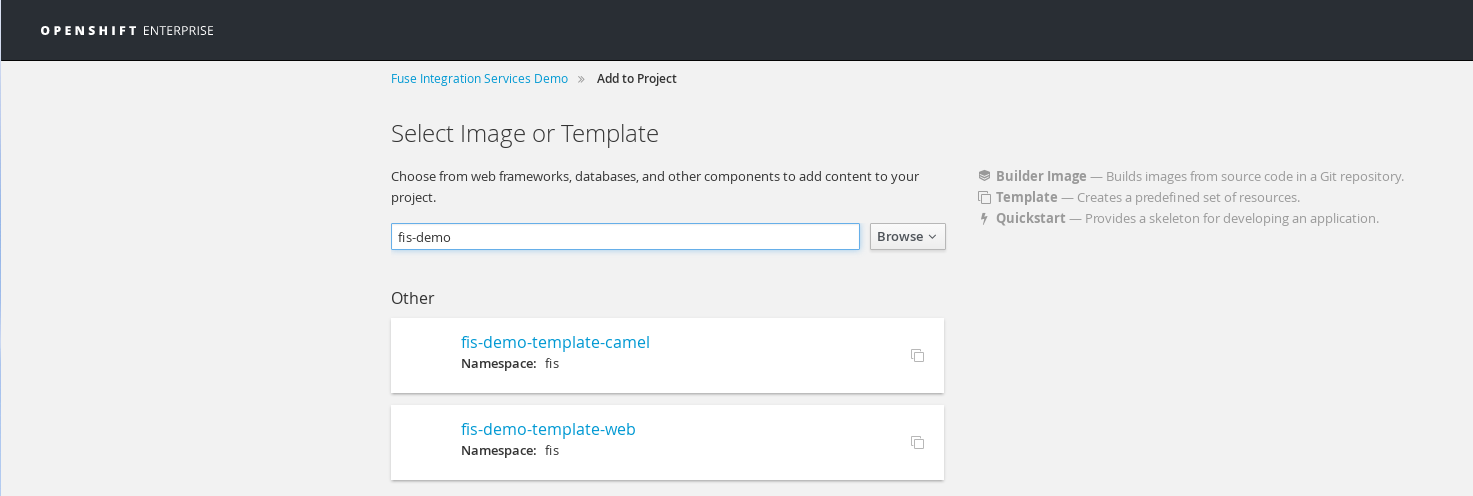 OPENSHIFT ENTERPRISE
Fuse Integration Services Demo » Add to Project
Select Image or Template
Choose from web frameworks, databases, and other components to add content to your
project.
Builder Image — Builds images from source code in a Git repository.
Template — Creates a predefined set of resources.
Quickstart — Provides a skeleton for developing an application.
fis-demo
Browse
Other
fis-demo-template-camel
Namespace: fis
fis-demo-template-web
Namespace: fis